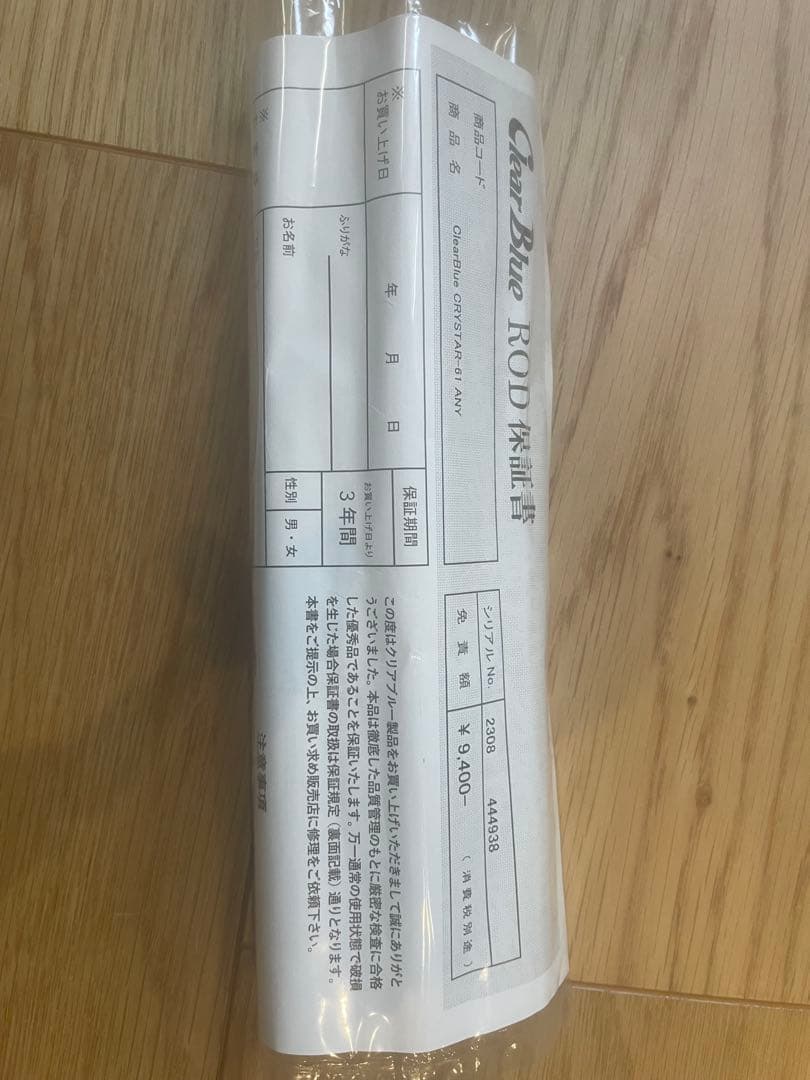 Clear Blue ROD 保証書
商品コード
商品名 ClearBlue CRYSTAR-61 ANY
シリアル No. 2308 444938
免責額 ¥ 9,400- (消費税別途)
※
お買い上げ日
年 月 日
保証期間
お買い上げ日より
3年間
ふりがな
お名前
性別 男・女
※
この度はクリアブルー製品をお買い上げいただきまして誠にありがと
うございました。本品は徹底した品質管理のもとに厳密な検査に合格
した優秀品であることを保証いたします。万一通常の使用状態で破損
を生じた場合保証書の取扱は保証規定(裏面記載)通りとなります。
本書をご提示の上、お買い求め販売店に修理をご依頼下さい。
注意事項